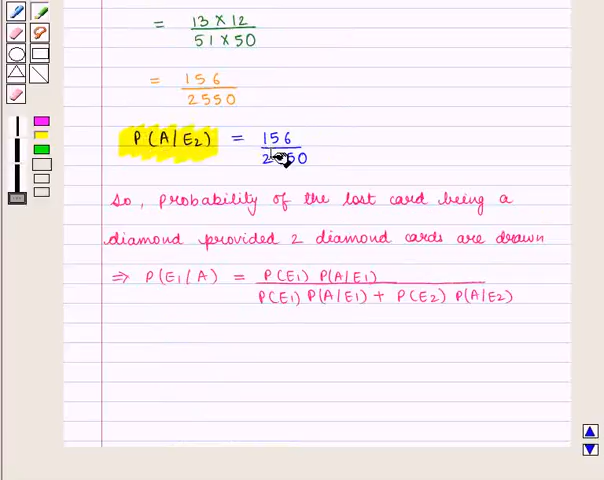 = 13 × 12 / 51 × 50
= 156 / 2550
P(A/E2) = 156 / 2550
So, probability of the lost card being a
diamond provided 2 diamond cards are drawn
⇒ P(E1/A) = P(E1) P(A/E1) / P(E1) P(A/E1) + P(E2) P(A/E2)